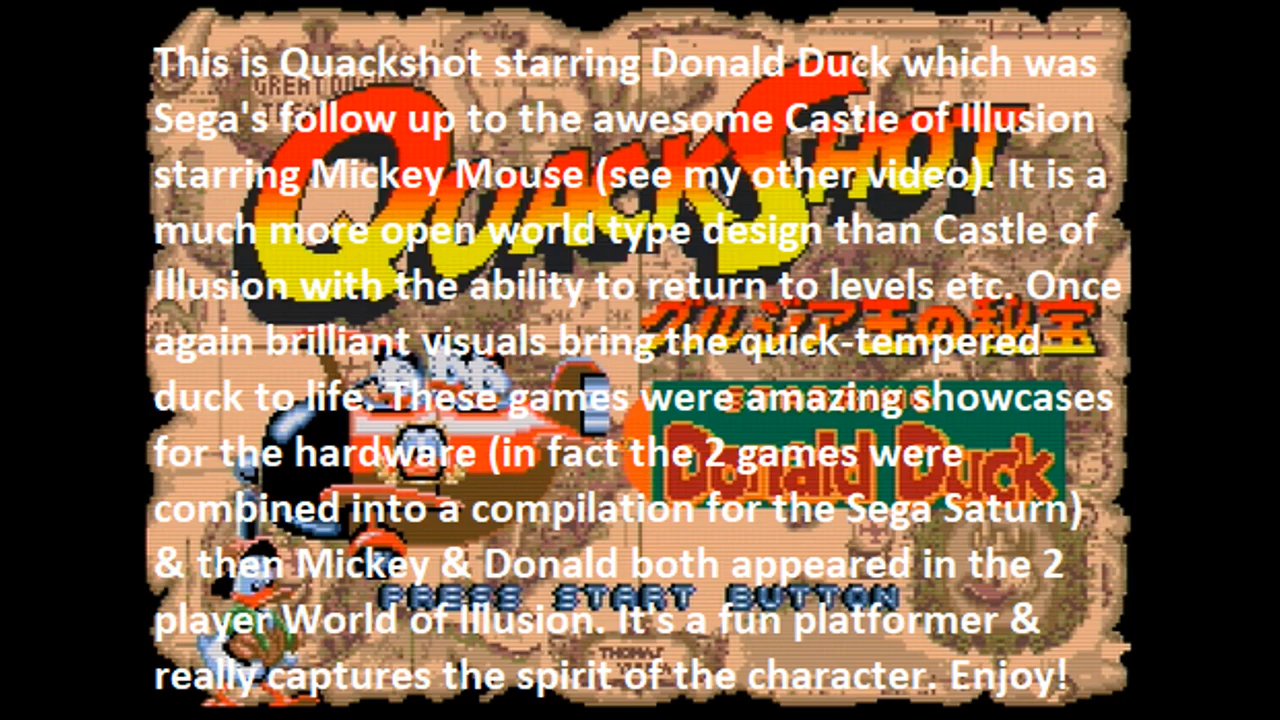 This is Quackshot starring Donald Duck which was
Sega's follow up to the awesome Castle of Illusion
starring Mickey Mouse (see my other video). It is a
much more open world type design than Castle of
Illusion with the ability to return to levels etc. Once
again brilliant visuals bring the quick-tempered
duck to life. These games were amazing showcases
for the hardware (in fact the 2 games were
combined into a compilation for the Sega Saturn)
& then Mickey & Donald both appeared in the 2
player World of Illusion. It's a fun platformer &
really captures the spirit of the character. Enjoy!
QUACKSHOT
グルジア王の秘宝
STARRING
Donald Duck
PRESS START BUTTON